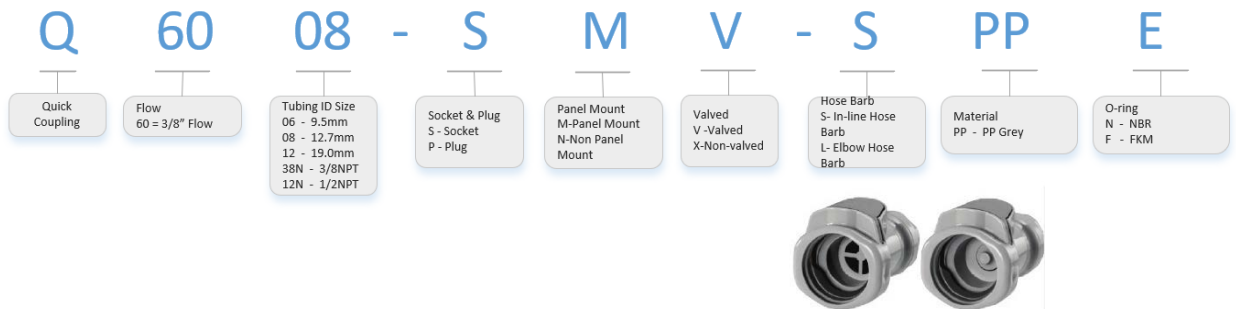 Q 60 08 - S M V - S PP E
Quick
Coupling
Flow
60 = 3/8” Flow
Tubing ID Size
06 - 9.5mm
08 - 12.7mm
12 - 19.0mm
38N - 3/8NPT
12N - 1/2NPT
Socket & Plug
S - Socket
P - Plug
Panel Mount
M-Panel Mount
N-Non Panel
Mount
Valved
V -Valved
X-Non-valved
Hose Barb
S- In-line Hose
Barb
L- Elbow Hose
Barb
Material
PP - PP Grey
O-ring
N - NBR
F - FKM